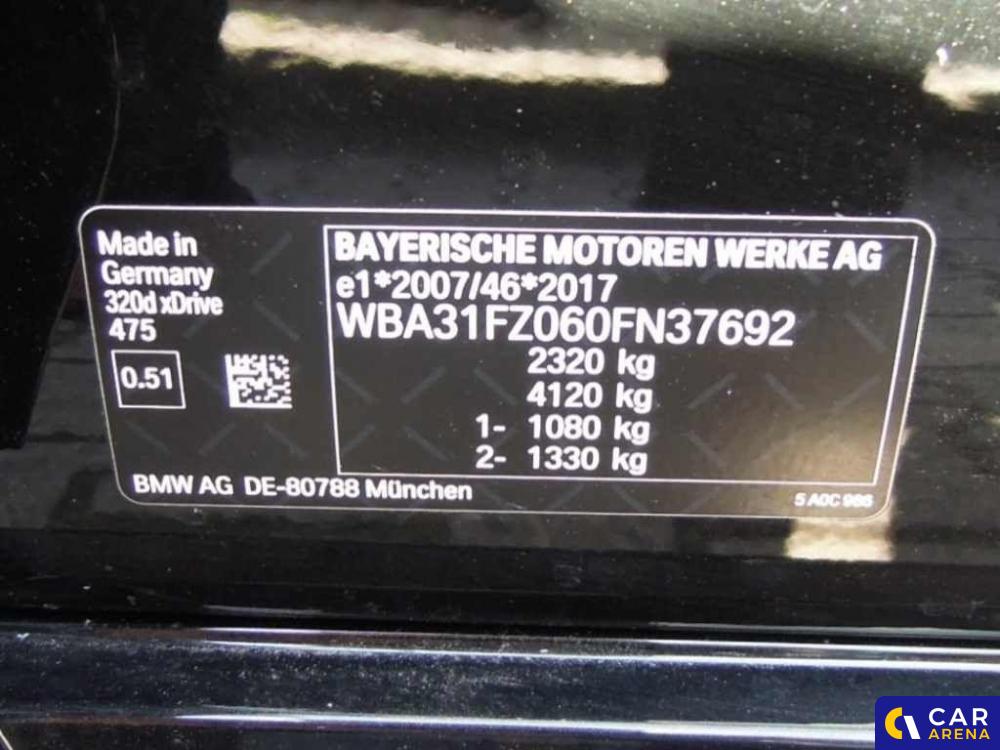 Made in
Germany
320d xDrive
475
0.51
BAYERISCHE MOTOREN WERKE AG
e1*2007/46*2017
WBA31FZ060FN37692
2320 kg
4120 kg
1- 1080 kg
2- 1330 kg
BMW AG DE-80788 München
5 A0C
CAR
ARENA